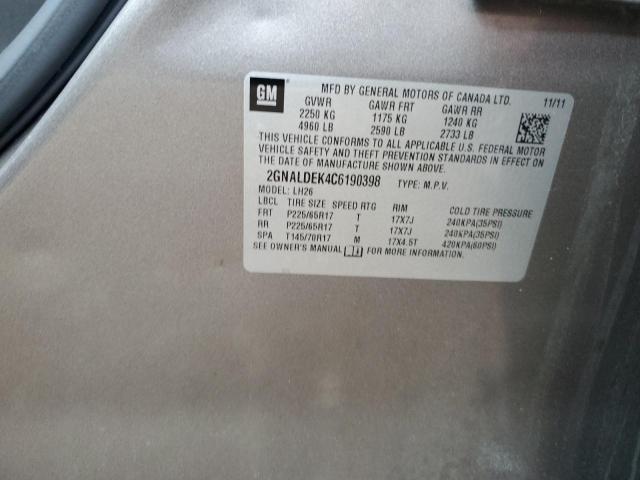 GM
MFD BY GENERAL MOTORS OF CANADA LTD. 11/11
GVWR GAWR FRT GAWR RR
2250 KG 1175 KG 1240 KG
4960 LB 2590 LB 2733 LB
THIS VEHICLE CONFORMS TO ALL APPLICABLE U.S. FEDERAL MOTOR
VEHICLE SAFETY AND THEFT PREVENTION STANDARDS IN EFFECT ON
THE DATE OF MANUFACTURE SHOWN ABOVE.
2GNALDEK4C6190398 TYPE: M.P.V.
MODEL: LH26
LBCL TIRE SIZE SPEED RTG RIM COLD TIRE PRESSURE
FRT P225/65R17 T 17X7J 240KPA(35PSI)
RR P225/65R17 T 17X7J 240KPA(35PSI)
SPA T145/70R17 M 17X4.5T 420KPA(60PSI)
SEE OWNER'S MANUAL FOR MORE INFORMATION.